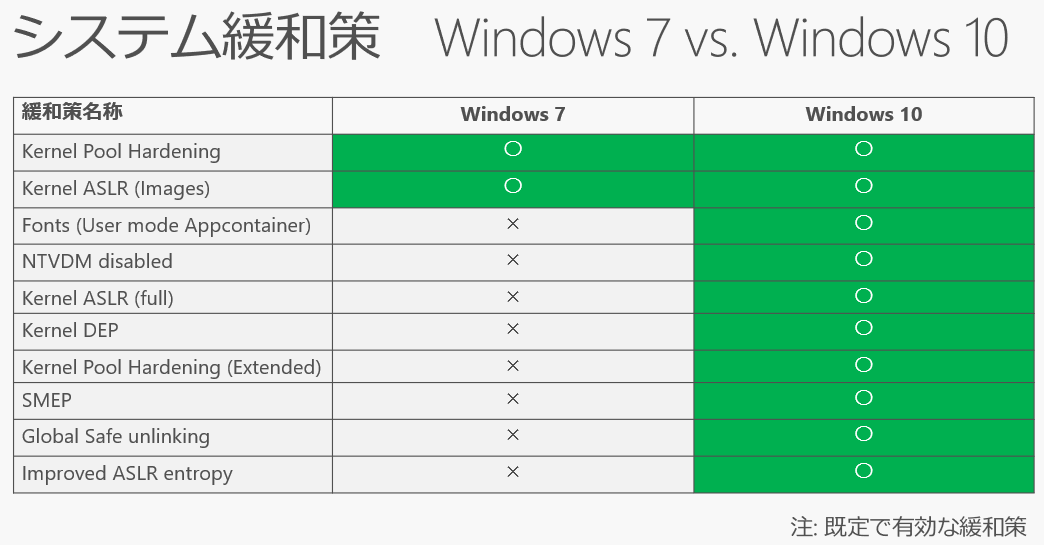 システム緩和策 Windows 7 vs. Windows 10
緩和策名称 Windows 7 Windows 10
Kernel Pool Hardening 〇 〇
Kernel ASLR (Images) 〇 〇
Fonts (User mode Appcontainer) × 〇
NTVDM disabled × 〇
Kernel ASLR (full) × 〇
Kernel DEP × 〇
Kernel Pool Hardening (Extended) × 〇
SMEP × 〇
Global Safe unlinking × 〇
Improved ASLR entropy × 〇
注: 既定で有効な緩和策